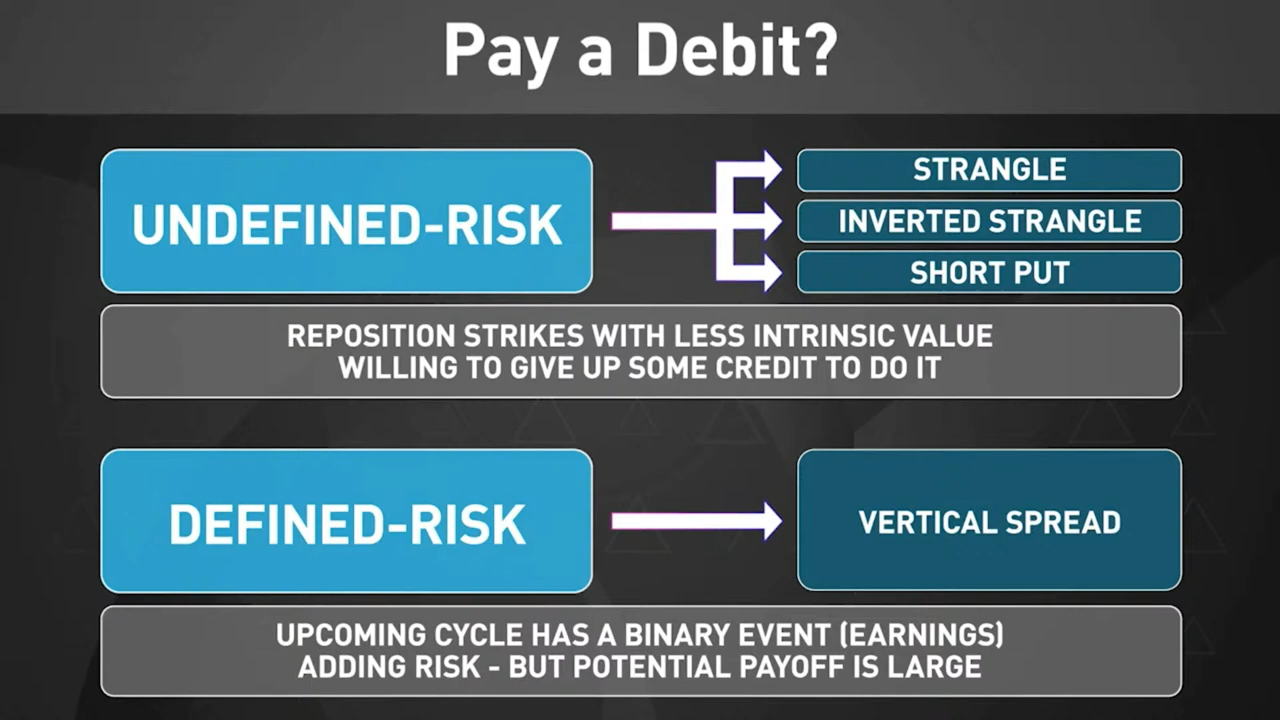 Pay a Debit?
UNDEFINED-RISK
STRANGLE
INVERTED STRANGLE
SHORT PUT
REPOSITION STRIKES WITH LESS INTRINSIC VALUE
WILLING TO GIVE UP SOME CREDIT TO DO IT
DEFINED-RISK
VERTICAL SPREAD
UPCOMING CYCLE HAS A BINARY EVENT (EARNINGS)
ADDING RISK - BUT POTENTIAL PAYOFF IS LARGE